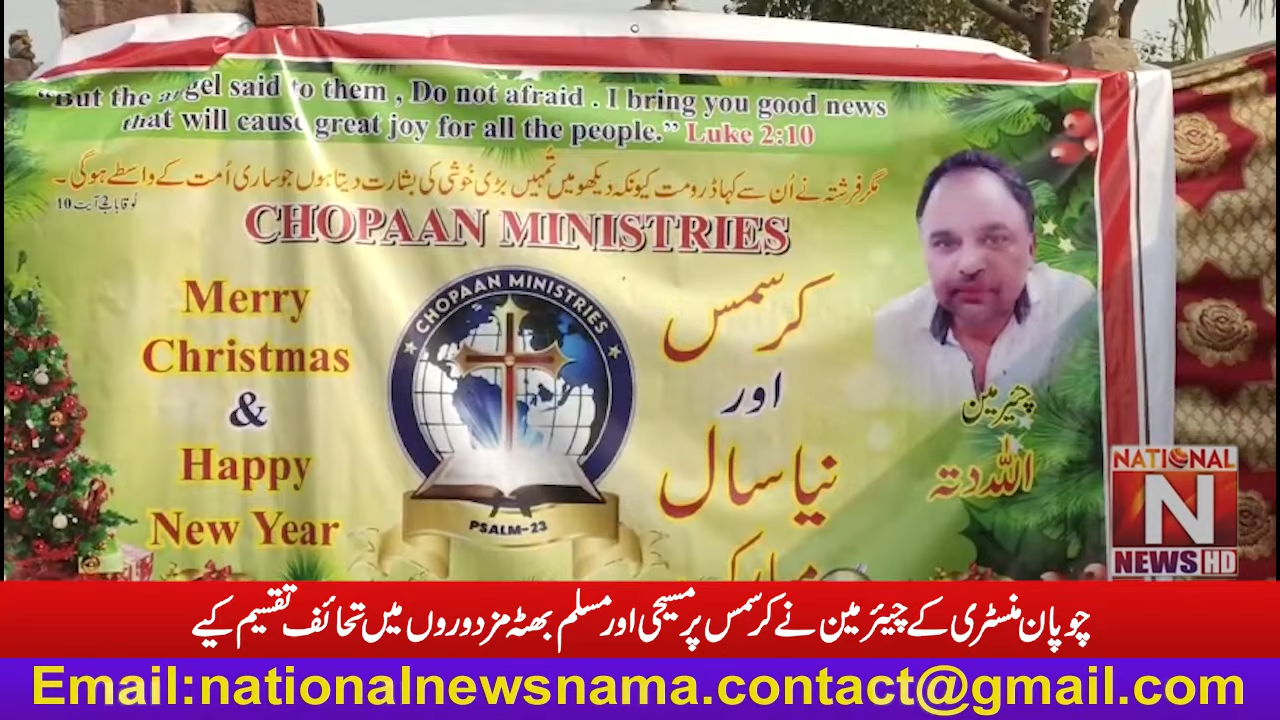 "But the angel said to them , Do not afraid . I bring you good news
that will cause great joy for all the people." Luke 2:10
مگر فرشتہ نے اُن سے کہا ڈرو مت کیونکہ دیکھو میں تمہیں بڑی خوشی کی بشارت دیتا ہوں جو ساری اُمت کے واسطے ہوگی ۔
آیت 10
CHOPAAN MINISTRIES
Merry
Christmas
&
Happy
New Year
CHOPAAN MINISTRIES
PSALM-23
کرسمس
اور
نیا سال
مبارک
چیئرمین
اللہ دتہ
NATIONAL
N
NEWS HD
چوپان منسٹری کے چیئرمین نے کرسمس پر مسیحی اور مسلم بھٹہ مزدوروں میں تحائف تقسیم کیے
Email:nationalnewsnama.contact@gmail.com